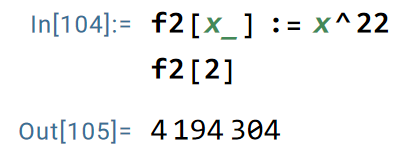 In[104]:= f2[x_] := x^22
f2[2]
Out[105]= 4 194 304